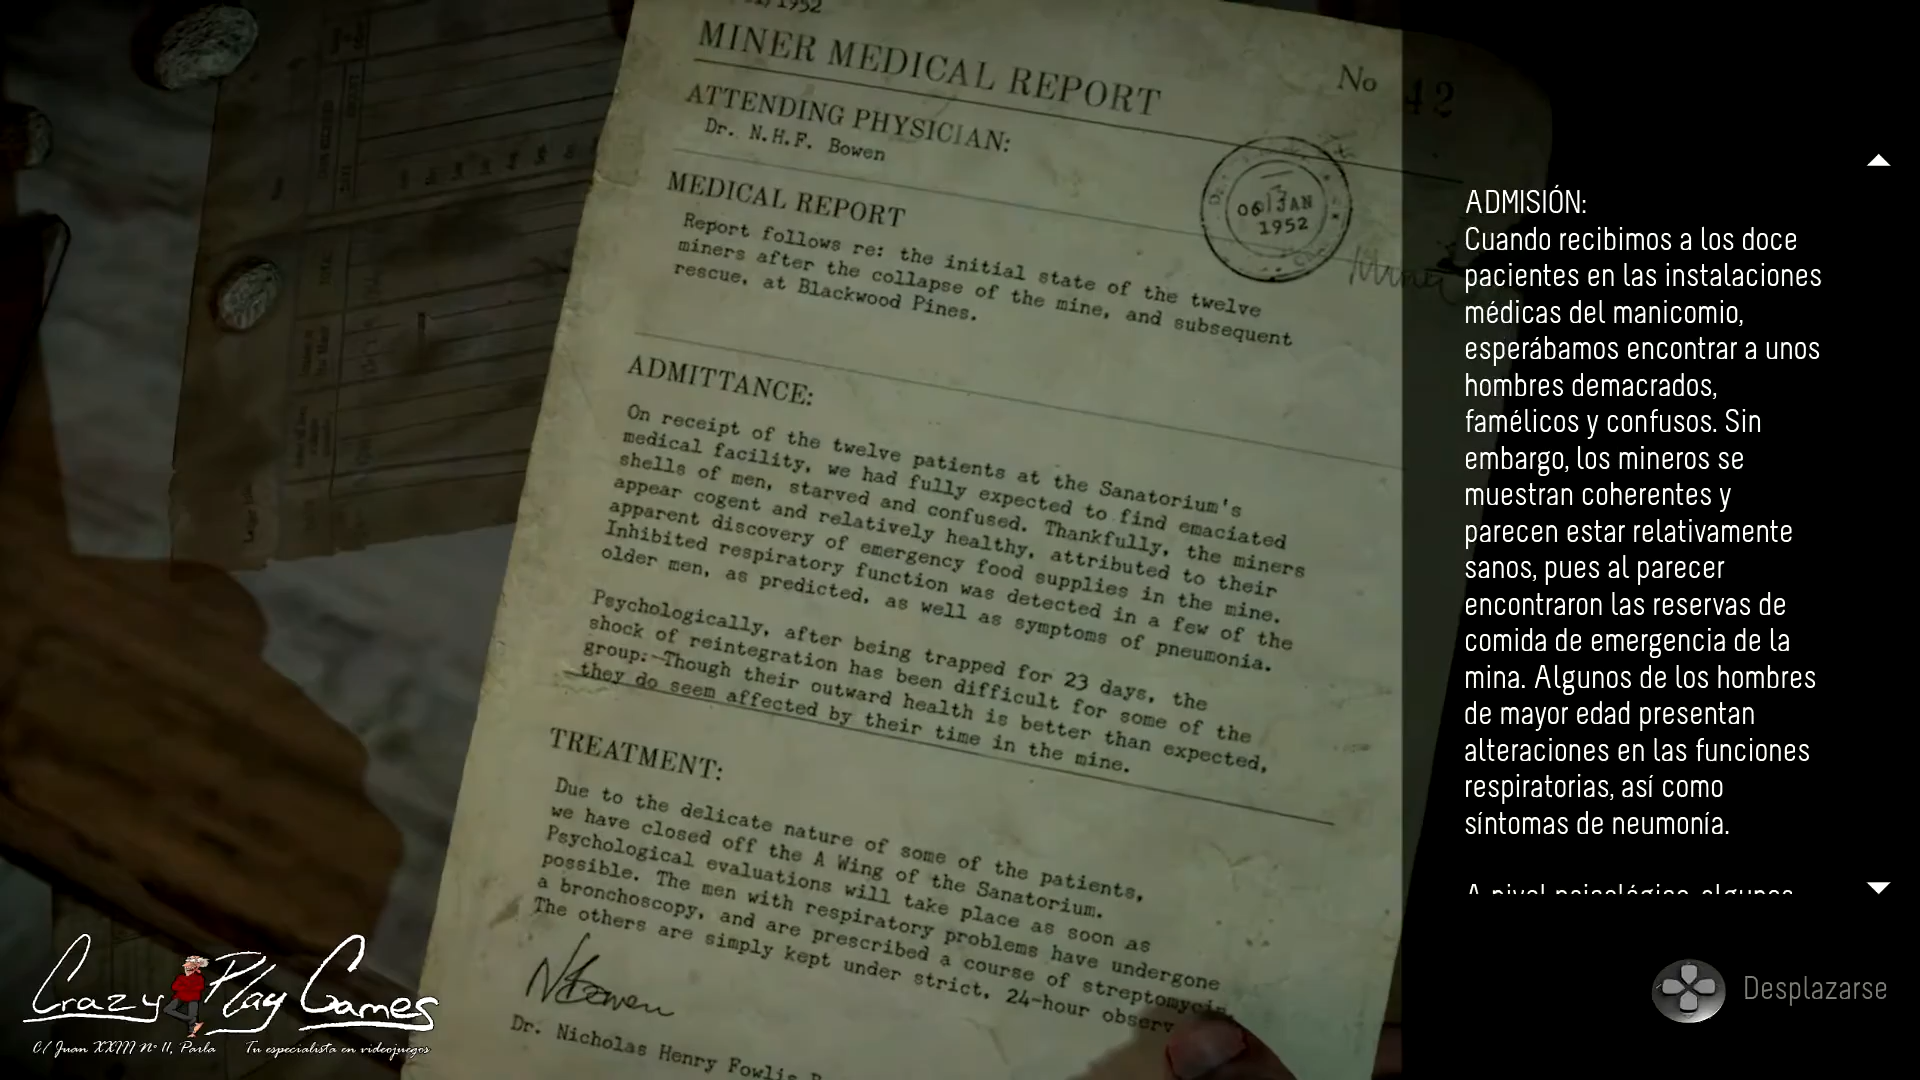 1952
MINER MEDICAL REPORT
No 42
ATTENDING PHYSICIAN:
Dr. N.H.F. Bowen
MEDICAL REPORT
Report follows re: the initial state of the twelve
miners after the collapse of the mine, and subsequent
rescue, at Blackwood Pines.
JAN
1952
ADMITTANCE:
On receipt of the twelve patients at the Sanatorium's
medical facility, we had fully expected to find emaciated
shells of men, starved and confused. Thankfully, the miners
appear cogent and relatively healthy, attributed to their
apparent discovery of emergency food supplies in the mine.
Inhibited respiratory function was detected in a few of the
older men, as predicted, as well as symptoms of pneumonia.
Psychologically, after being trapped for 23 days, the
shock of reintegration has been difficult for some of the
group. Though their outward health is better than expected,
they do seem affected by their time in the mine.
TREATMENT:
Due to the delicate nature of some of the patients,
we have closed off the A Wing of the Sanatorium.
Psychological evaluations will take place as soon as
possible. The men with respiratory problems have undergone
a bronchoscopy, and are prescribed a course of streptomycin.
The others are simply kept under strict, 24-hour observ
NBowen
Dr. Nicholas Henry Fowlis
ADMISIÓN:
Cuando recibimos a los doce
pacientes en las instalaciones
médicas del manicomio,
esperábamos encontrar a unos
hombres demacrados,
famélicos y confusos. Sin
embargo, los mineros se
muestran coherentes y
parecen estar relativamente
sanos, pues al parecer
encontraron las reservas de
comida de emergencia de la
mina. Algunos de los hombres
de mayor edad presentan
alteraciones en las funciones
respiratorias, así como
síntomas de neumonía.
A nivel psicológico, algunos
Desplazarse
Crazy Play Games
C/ Juan XXIII Nº 11, Parla Tu especialista en videojuegos